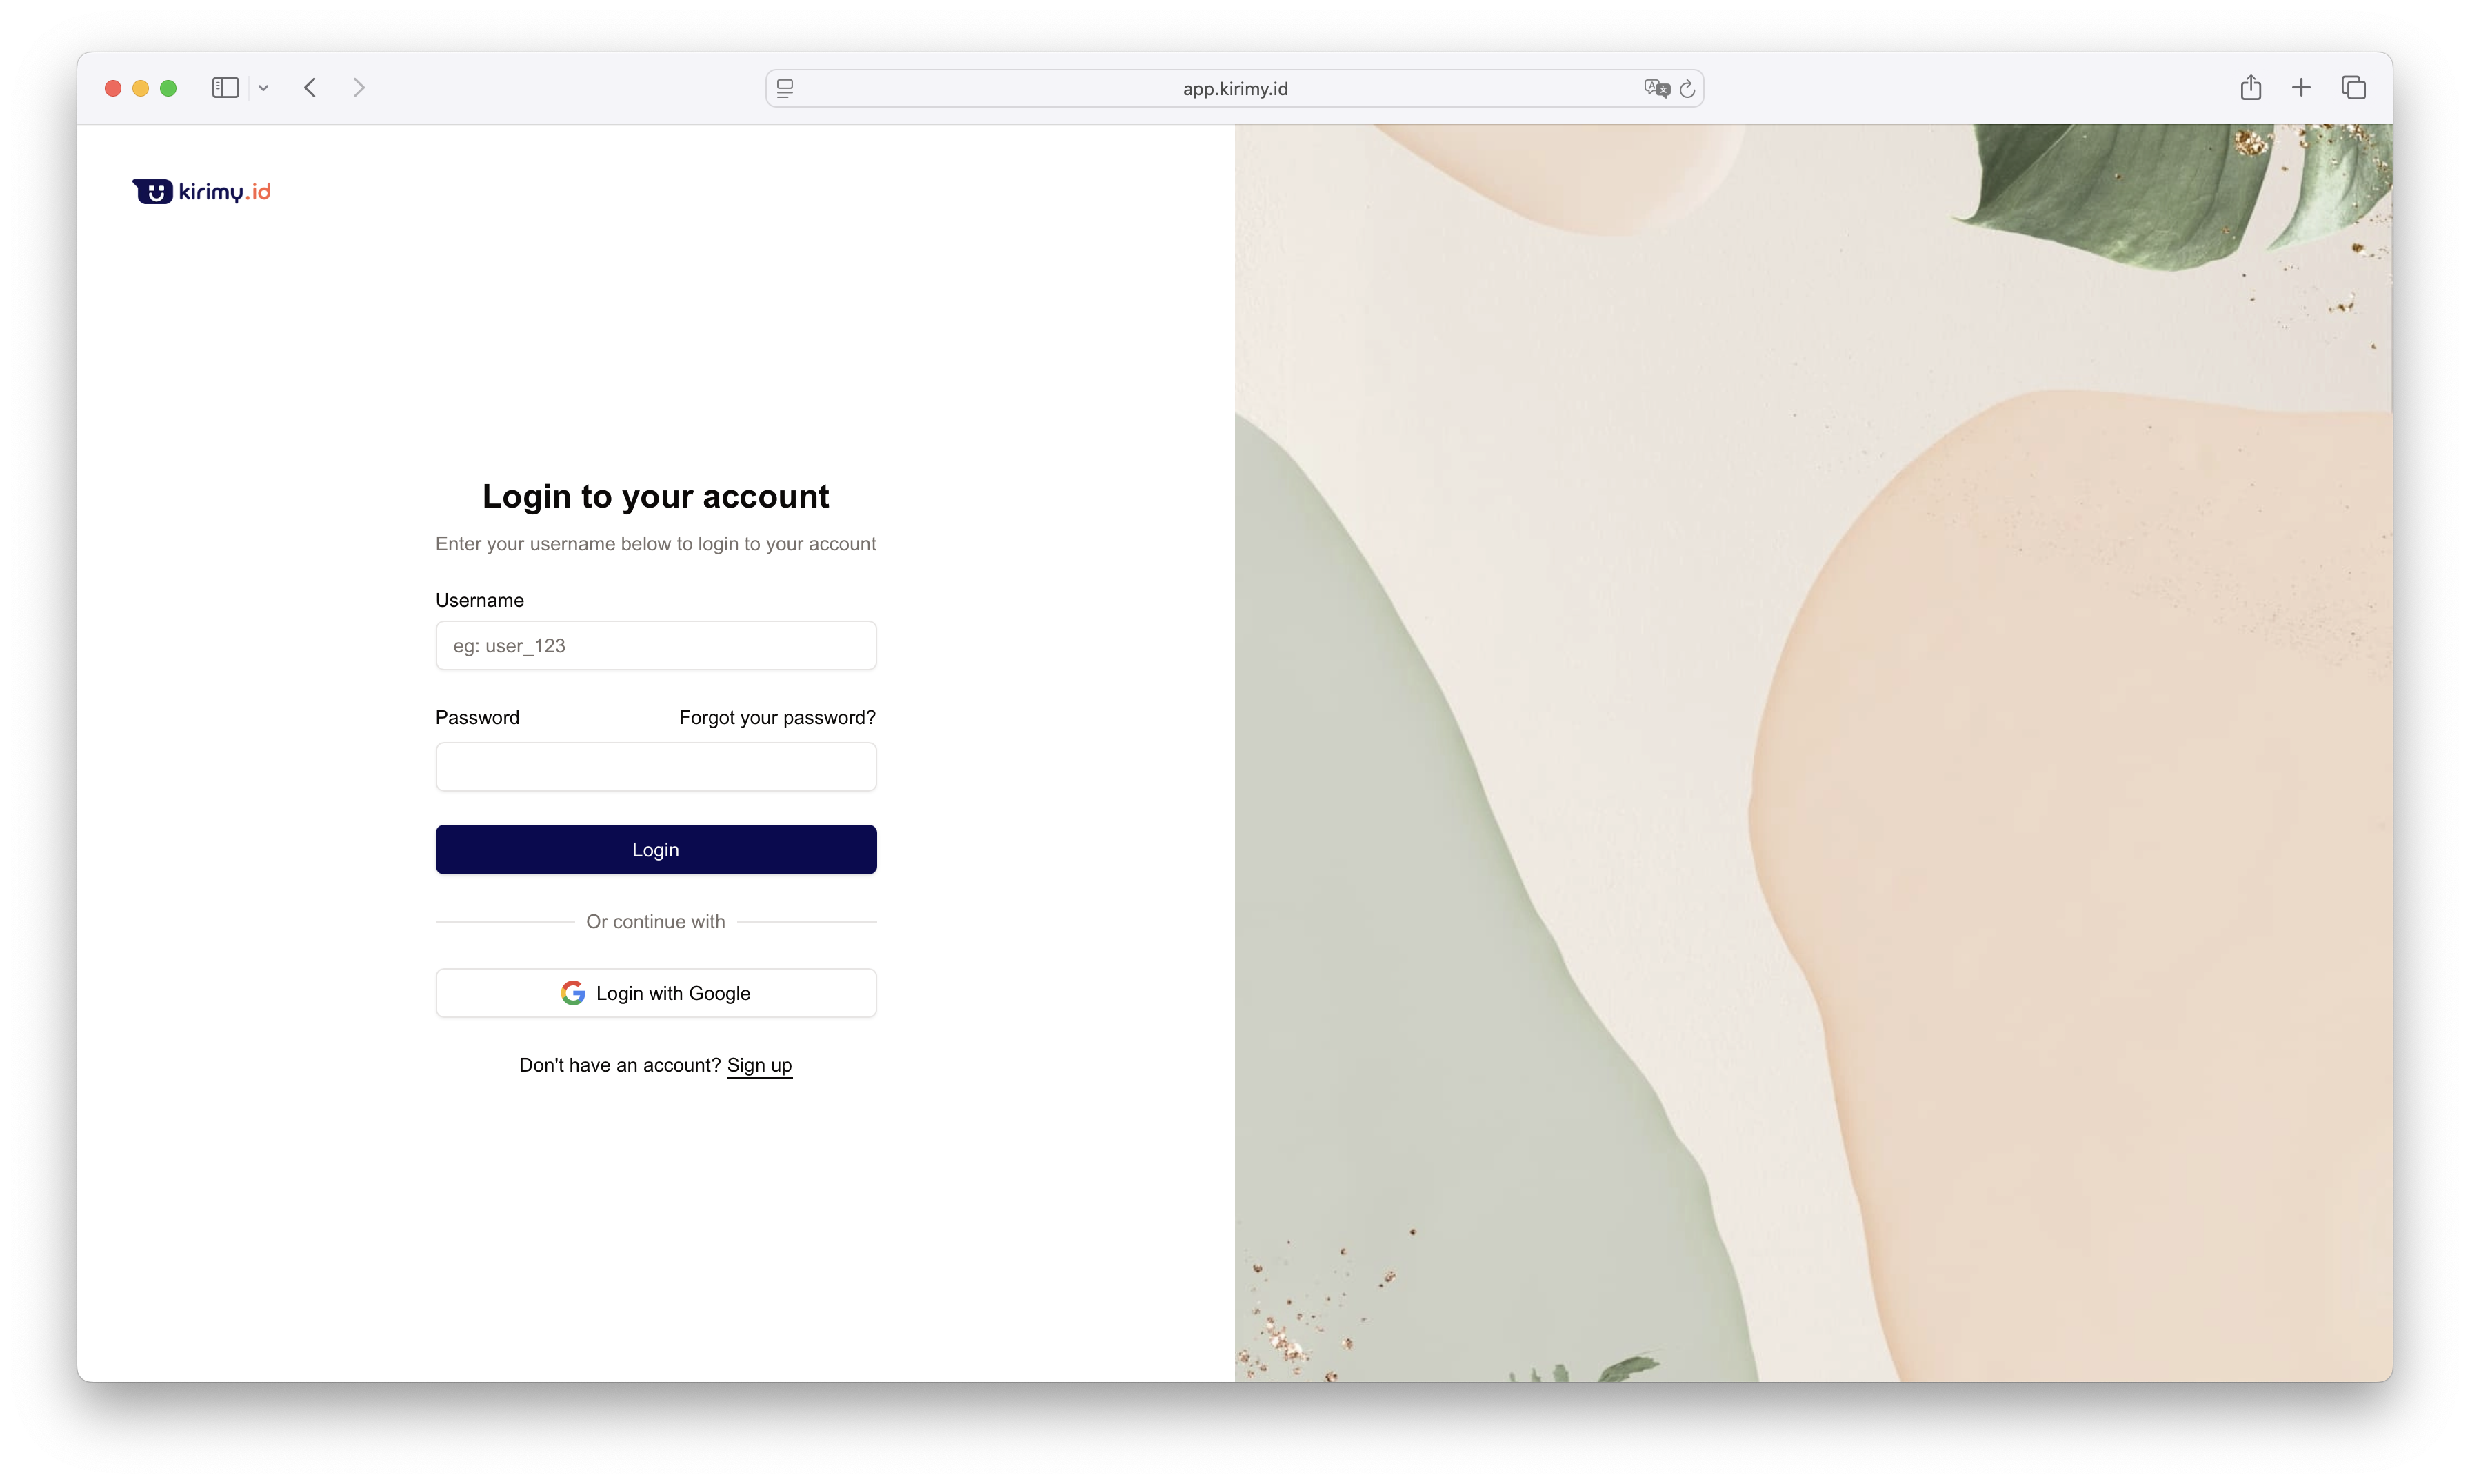 app.kirimy.id
kirimy.id
Login to your account
Enter your username below to login to your account
Username
eg: user_123
Password Forgot your password?
Login
Or continue with
Login with Google
Don't have an account? Sign up